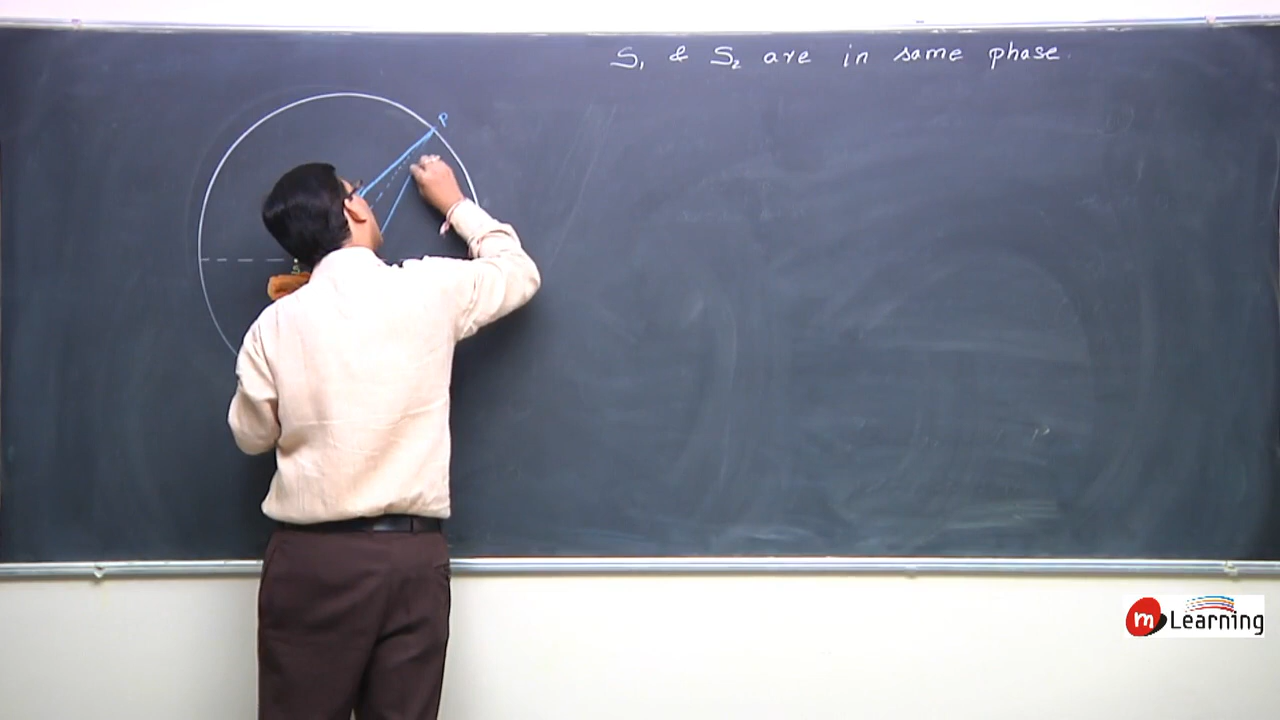 S₁ & S₂ are in same phase.
P
S
m Learning